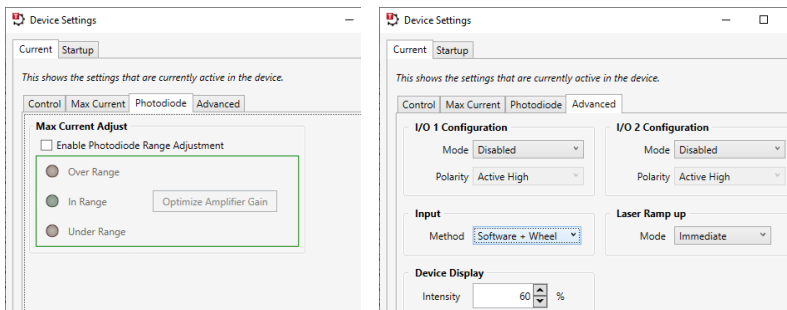 Device Settings
Current Startup
This shows the settings that are currently active in the device.
Control Max Current Photodiode Advanced
Max Current Adjust
Enable Photodiode Range Adjustment
Over Range
In Range Optimize Amplifier Gain
Under Range
Device Settings
Current Startup
This shows the settings that are currently active in the device.
Control Max Current Photodiode Advanced
I/O 1 Configuration I/O 2 Configuration
Mode Disabled Mode Disabled
Polarity Active High Polarity Active High
Input Laser Ramp up
Method Software + Wheel Mode Immediate
Device Display
Intensity 60 %